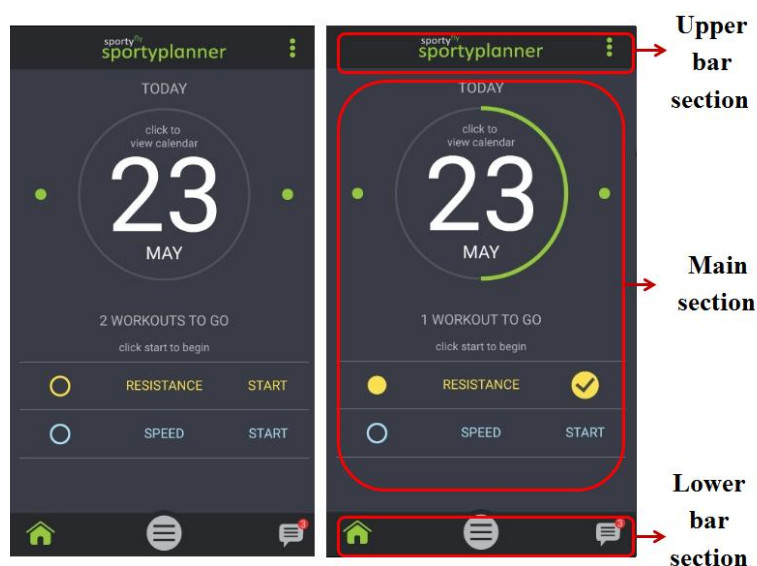 sportyfly
sportyplanner
TODAY
click to
view calendar
23
MAY
2 WORKOUTS TO GO
click start to begin
RESISTANCE START
SPEED START
3
sportyfly
sportyplanner
TODAY
click to
view calendar
23
MAY
1 WORKOUT TO GO
click start to begin
RESISTANCE
SPEED START
3
Upper
bar
section
Main
section
Lower
bar
section